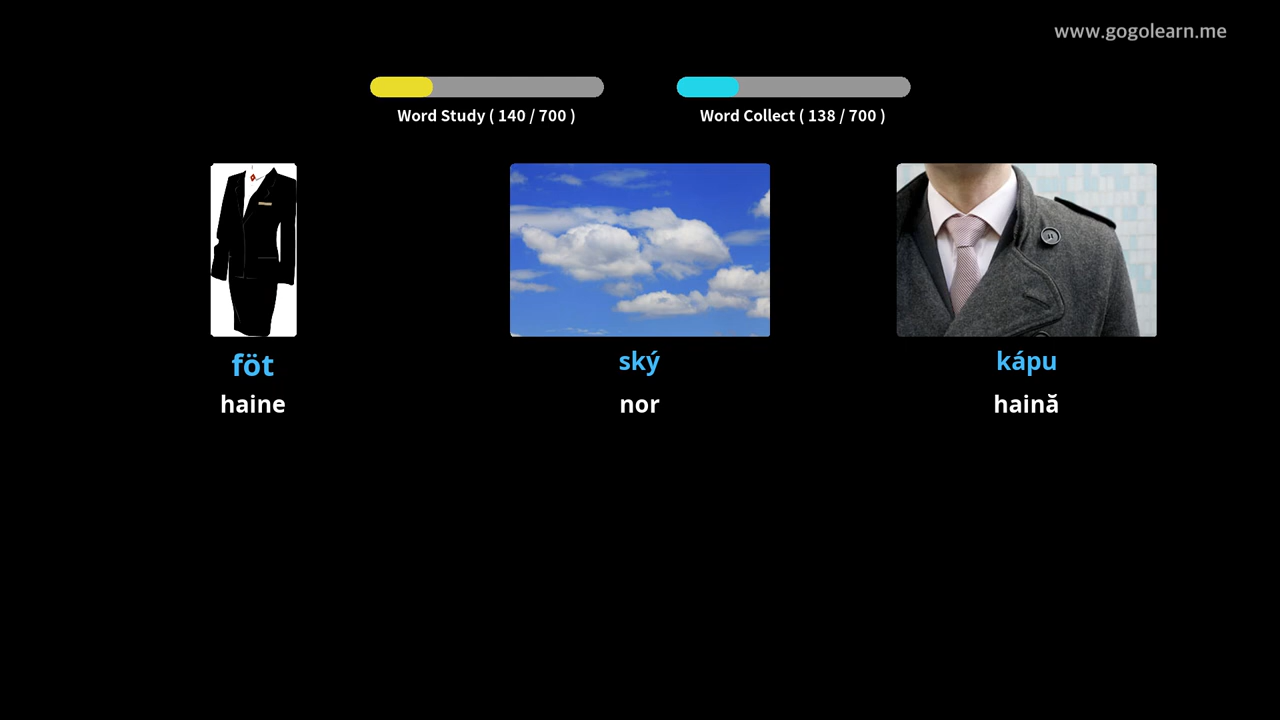 www.gogolearn.me
Word Study ( 140 / 700 )
Word Collect ( 138 / 700 )
föt
ský
kápu
haine
nor
haină